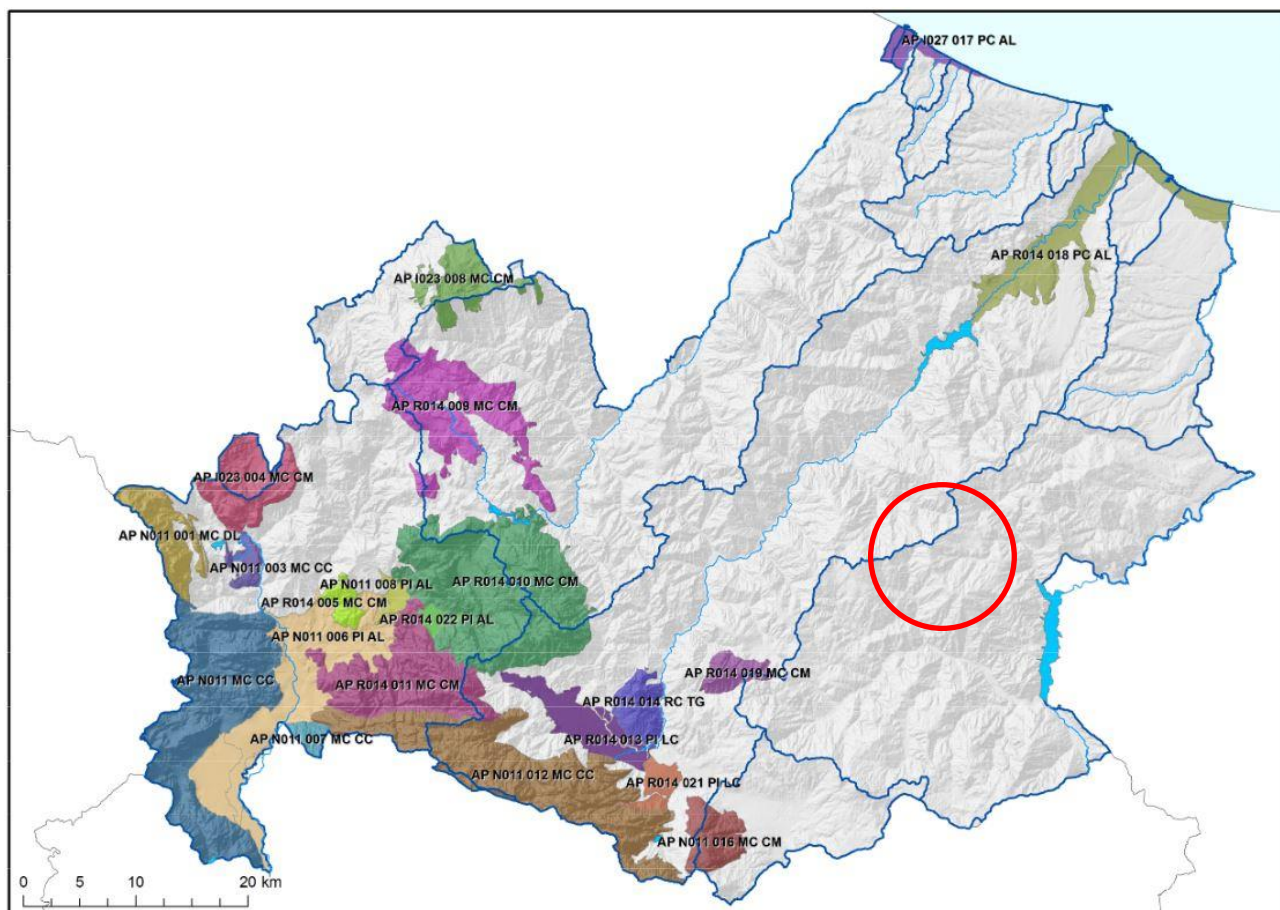 AP I027 017 PC AL
AP R014 018 PC AL
AP I023 008 MC CM
AP R014 009 MC CM
AP I023 004 MC CM
AP N011 001 MC DL
AP N011 003 MC CC
AP N011 008 PI AL
AP R014 010 MC CM
AP R014 005 MC CM
AP R014 022 PI AL
AP N011 006 PI AL
AP N011 MC CC
AP R014 011 MC CM
AP R014 019 MC CM
AP R014 014 RC TG
AP R014 013 PI LC
AP N011 007 MC CC
AP N011 012 MC CC
AP R014 021 PI LC
AP N011 016 MC CM
0 5 10 20 km